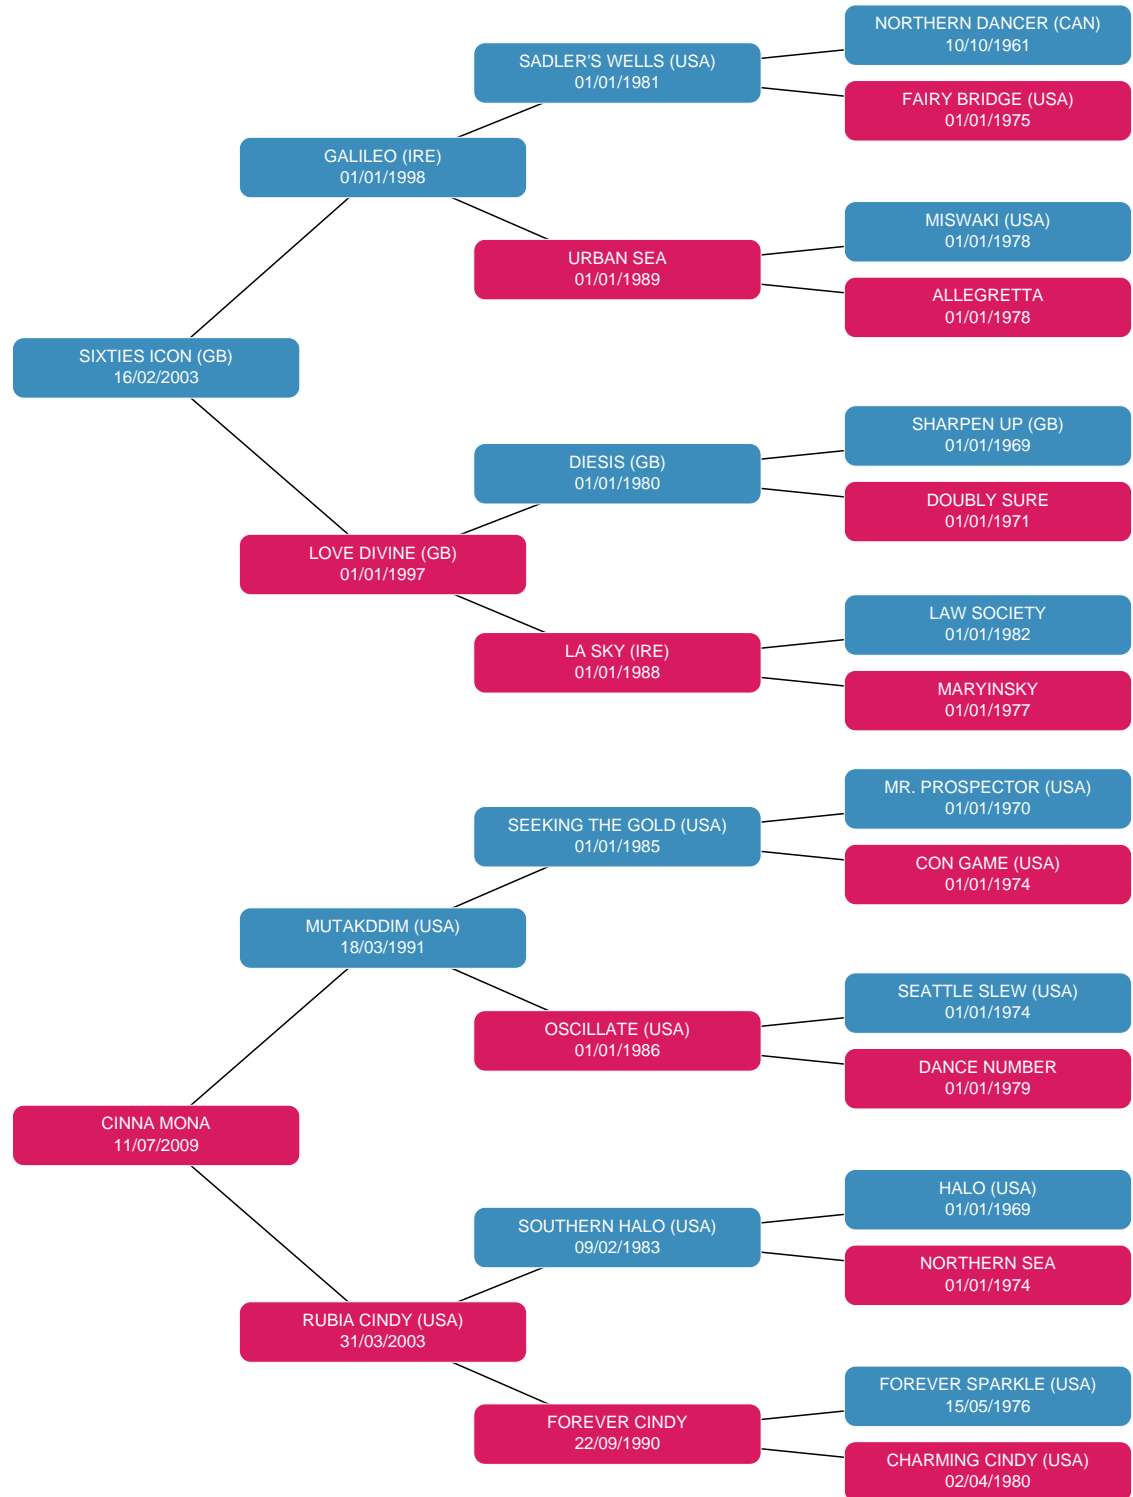 NORTHERN DANCER (CAN)
10/10/1961
SADLER'S WELLS (USA)
01/01/1981
FAIRY BRIDGE (USA)
01/01/1975
GALILEO (IRE)
01/01/1998
MISWAKI (USA)
01/01/1978
URBAN SEA
01/01/1989
ALLEGRETTA
01/01/1978
SIXTIES ICON (GB)
16/02/2003
SHARPEN UP (GB)
01/01/1969
DIESIS (GB)
01/01/1980
DOUBLY SURE
01/01/1971
LOVE DIVINE (GB)
01/01/1997
LAW SOCIETY
01/01/1982
LA SKY (IRE)
01/01/1988
MARYINSKY
01/01/1977
MR. PROSPECTOR (USA)
01/01/1970
SEEKING THE GOLD (USA)
01/01/1985
CON GAME (USA)
01/01/1974
MUTAKDDIM (USA)
18/03/1991
SEATTLE SLEW (USA)
01/01/1974
OSCILLATE (USA)
01/01/1986
DANCE NUMBER
01/01/1979
CINNA MONA
11/07/2009
HALO (USA)
01/01/1969
SOUTHERN HALO (USA)
09/02/1983
NORTHERN SEA
01/01/1974
RUBIA CINDY (USA)
31/03/2003
FOREVER SPARKLE (USA)
15/05/1976
FOREVER CINDY
22/09/1990
CHARMING CINDY (USA)
02/04/1980